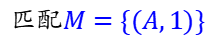 匹配M = {(A, 1)}